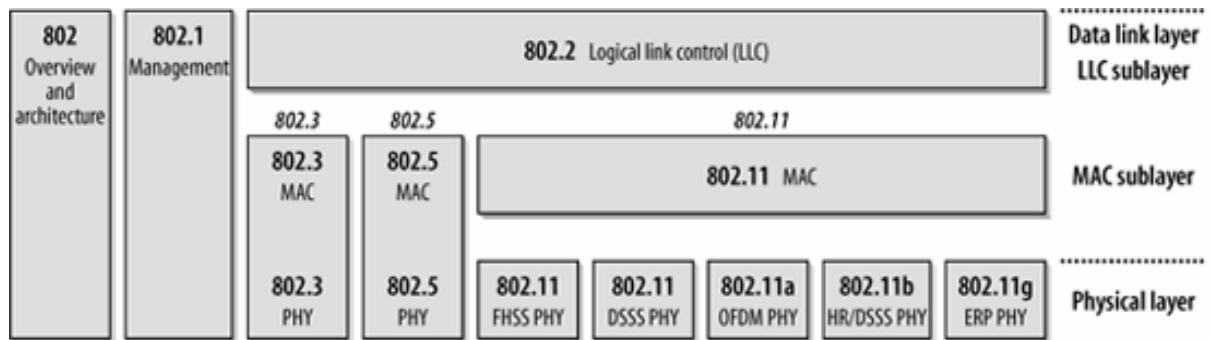 802
Overview
and
architecture
802.1
Management
802.2 Logical link control (LLC)
Data link layer
LLC sublayer
802.3
802.5
802.11
802.3
MAC
802.5
MAC
802.11 MAC
MAC sublayer
802.3
PHY
802.5
PHY
802.11
FHSS PHY
802.11
DSSS PHY
802.11a
OFDM PHY
802.11b
HR/DSSS PHY
802.11g
ERP PHY
Physical layer